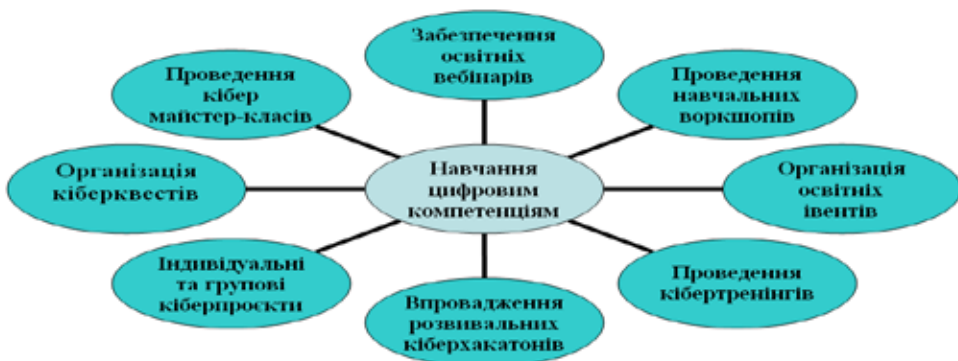 Забезпечення
освітніх
вебінарів
Проведення
кібер
майстер-класів
Проведення
навчальних
воркшопів
Організація
кіберквестів
Навчання
цифровим
компетенціям
Організація
освітніх
івентів
Індивідуальні
та групові
кіберпроєкти
Впровадження
розвивальних
кіберхакатонів
Проведення
кібертренінгів